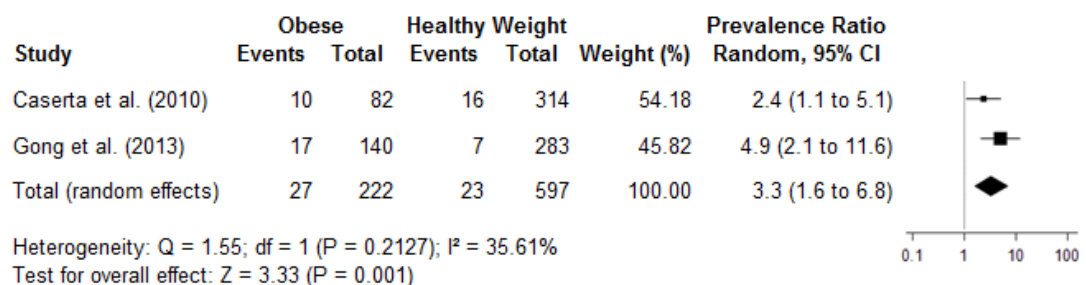 Obese Healthy Weight Prevalence Ratio
Study Events Total Events Total Weight (%) Random, 95% CI
Caserta et al. (2010) 10 82 16 314 54.18 2.4 (1.1 to 5.1)
Gong et al. (2013) 17 140 7 283 45.82 4.9 (2.1 to 11.6)
Total (random effects) 27 222 23 597 100.00 3.3 (1.6 to 6.8)
Heterogeneity: Q = 1.55; df = 1 (P = 0.2127); I² = 35.61%
0.1 1 10 100
Test for overall effect: Z = 3.33 (P = 0.001)